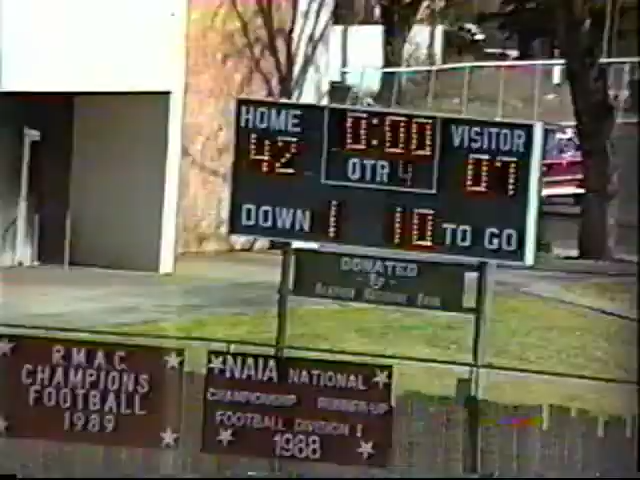 HOME 0:00 VISITOR
42 QTR 4 07
DOWN 1 10 TO GO
DONATED
BY
R.M.A.C.
CHAMPIONS
FOOTBALL
1989
NAIA NATIONAL
CHAMPIONSHIP RUNNER-UP
FOOTBALL DIVISION I
1988